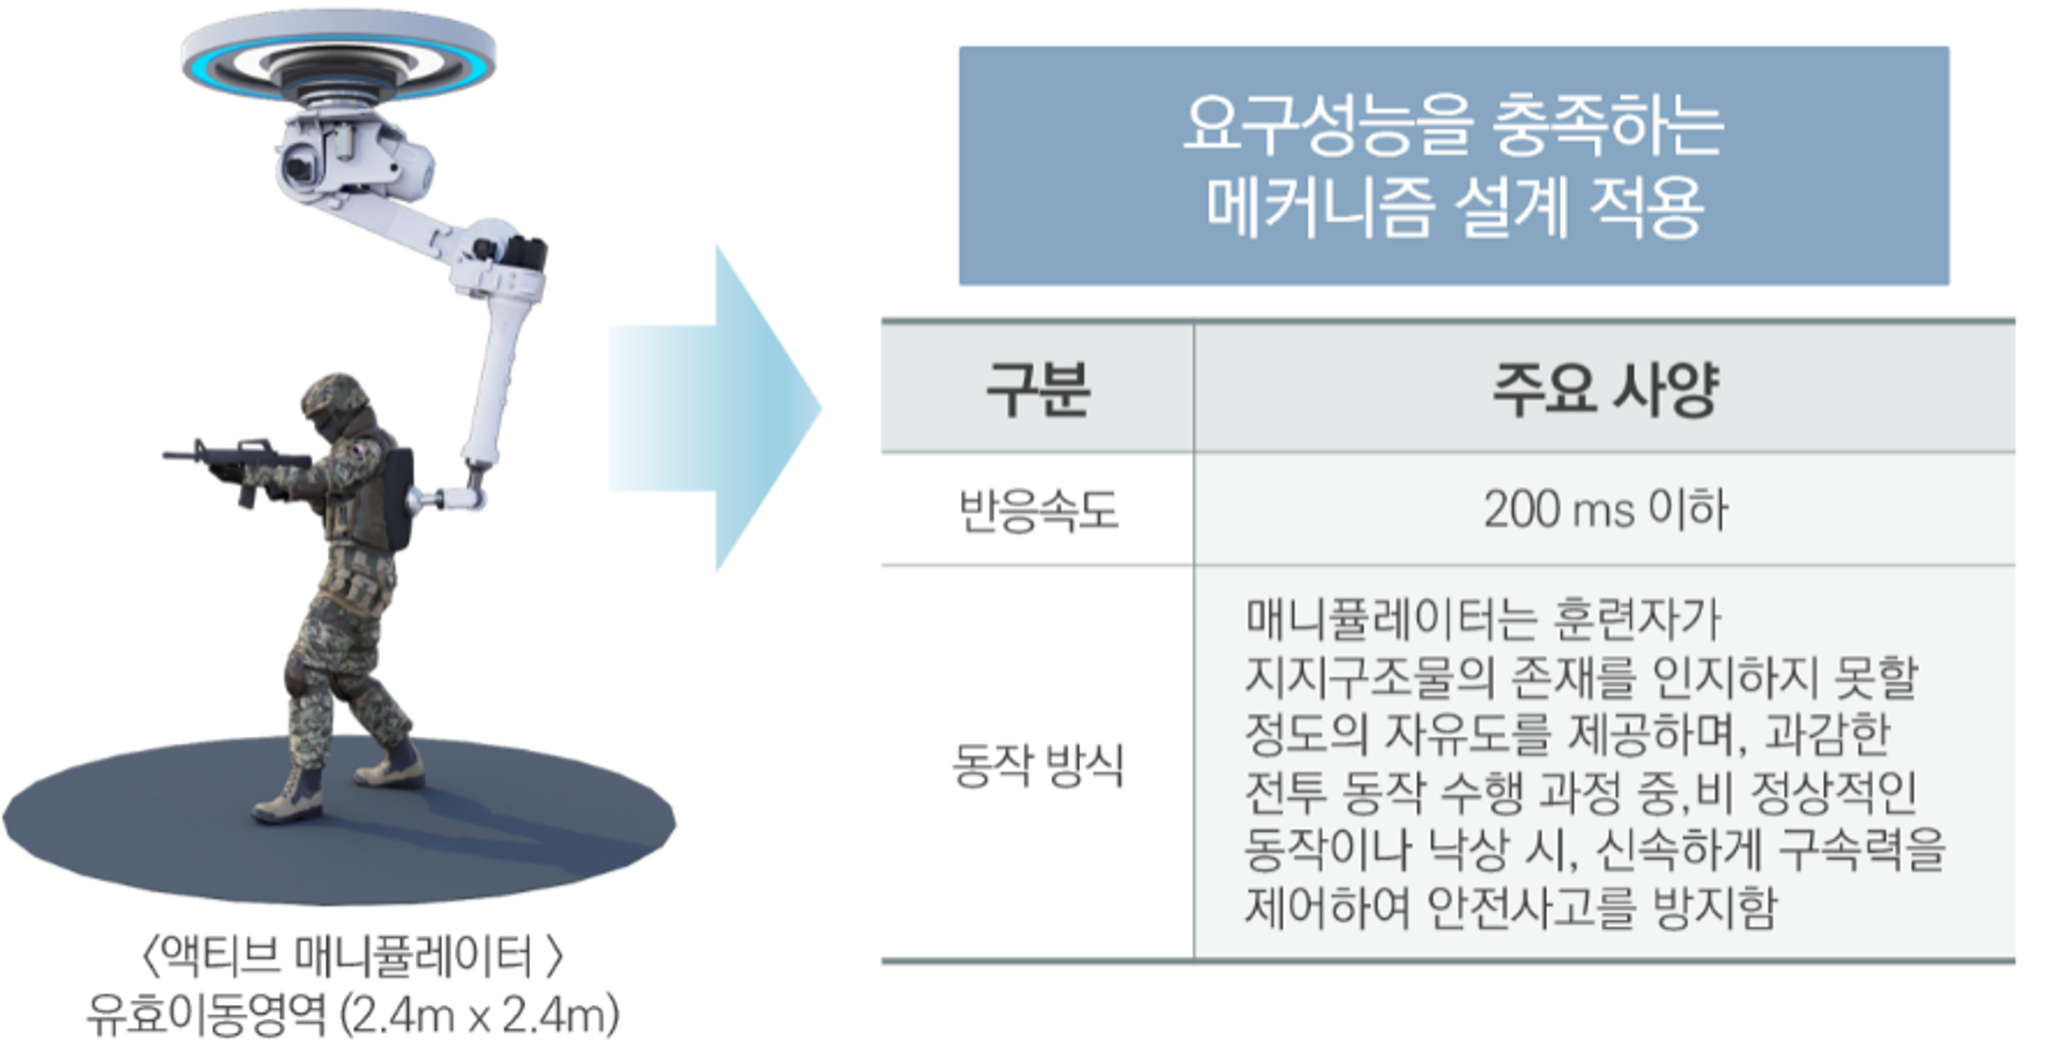 요구성능을 충족하는
메커니즘 설계 적용
구분 주요 사양
반응속도 200 ms 이하
동작 방식
매니퓰레이터는 훈련자가
지지구조물의 존재를 인지하지 못할
정도의 자유도를 제공하며, 과감한
전투 동작 수행 과정 중,비 정상적인
동작이나 낙상 시, 신속하게 구속력을
제어하여 안전사고를 방지함
〈액티브 매니퓰레이터 〉
유효이동영역 (2.4m x 2.4m)